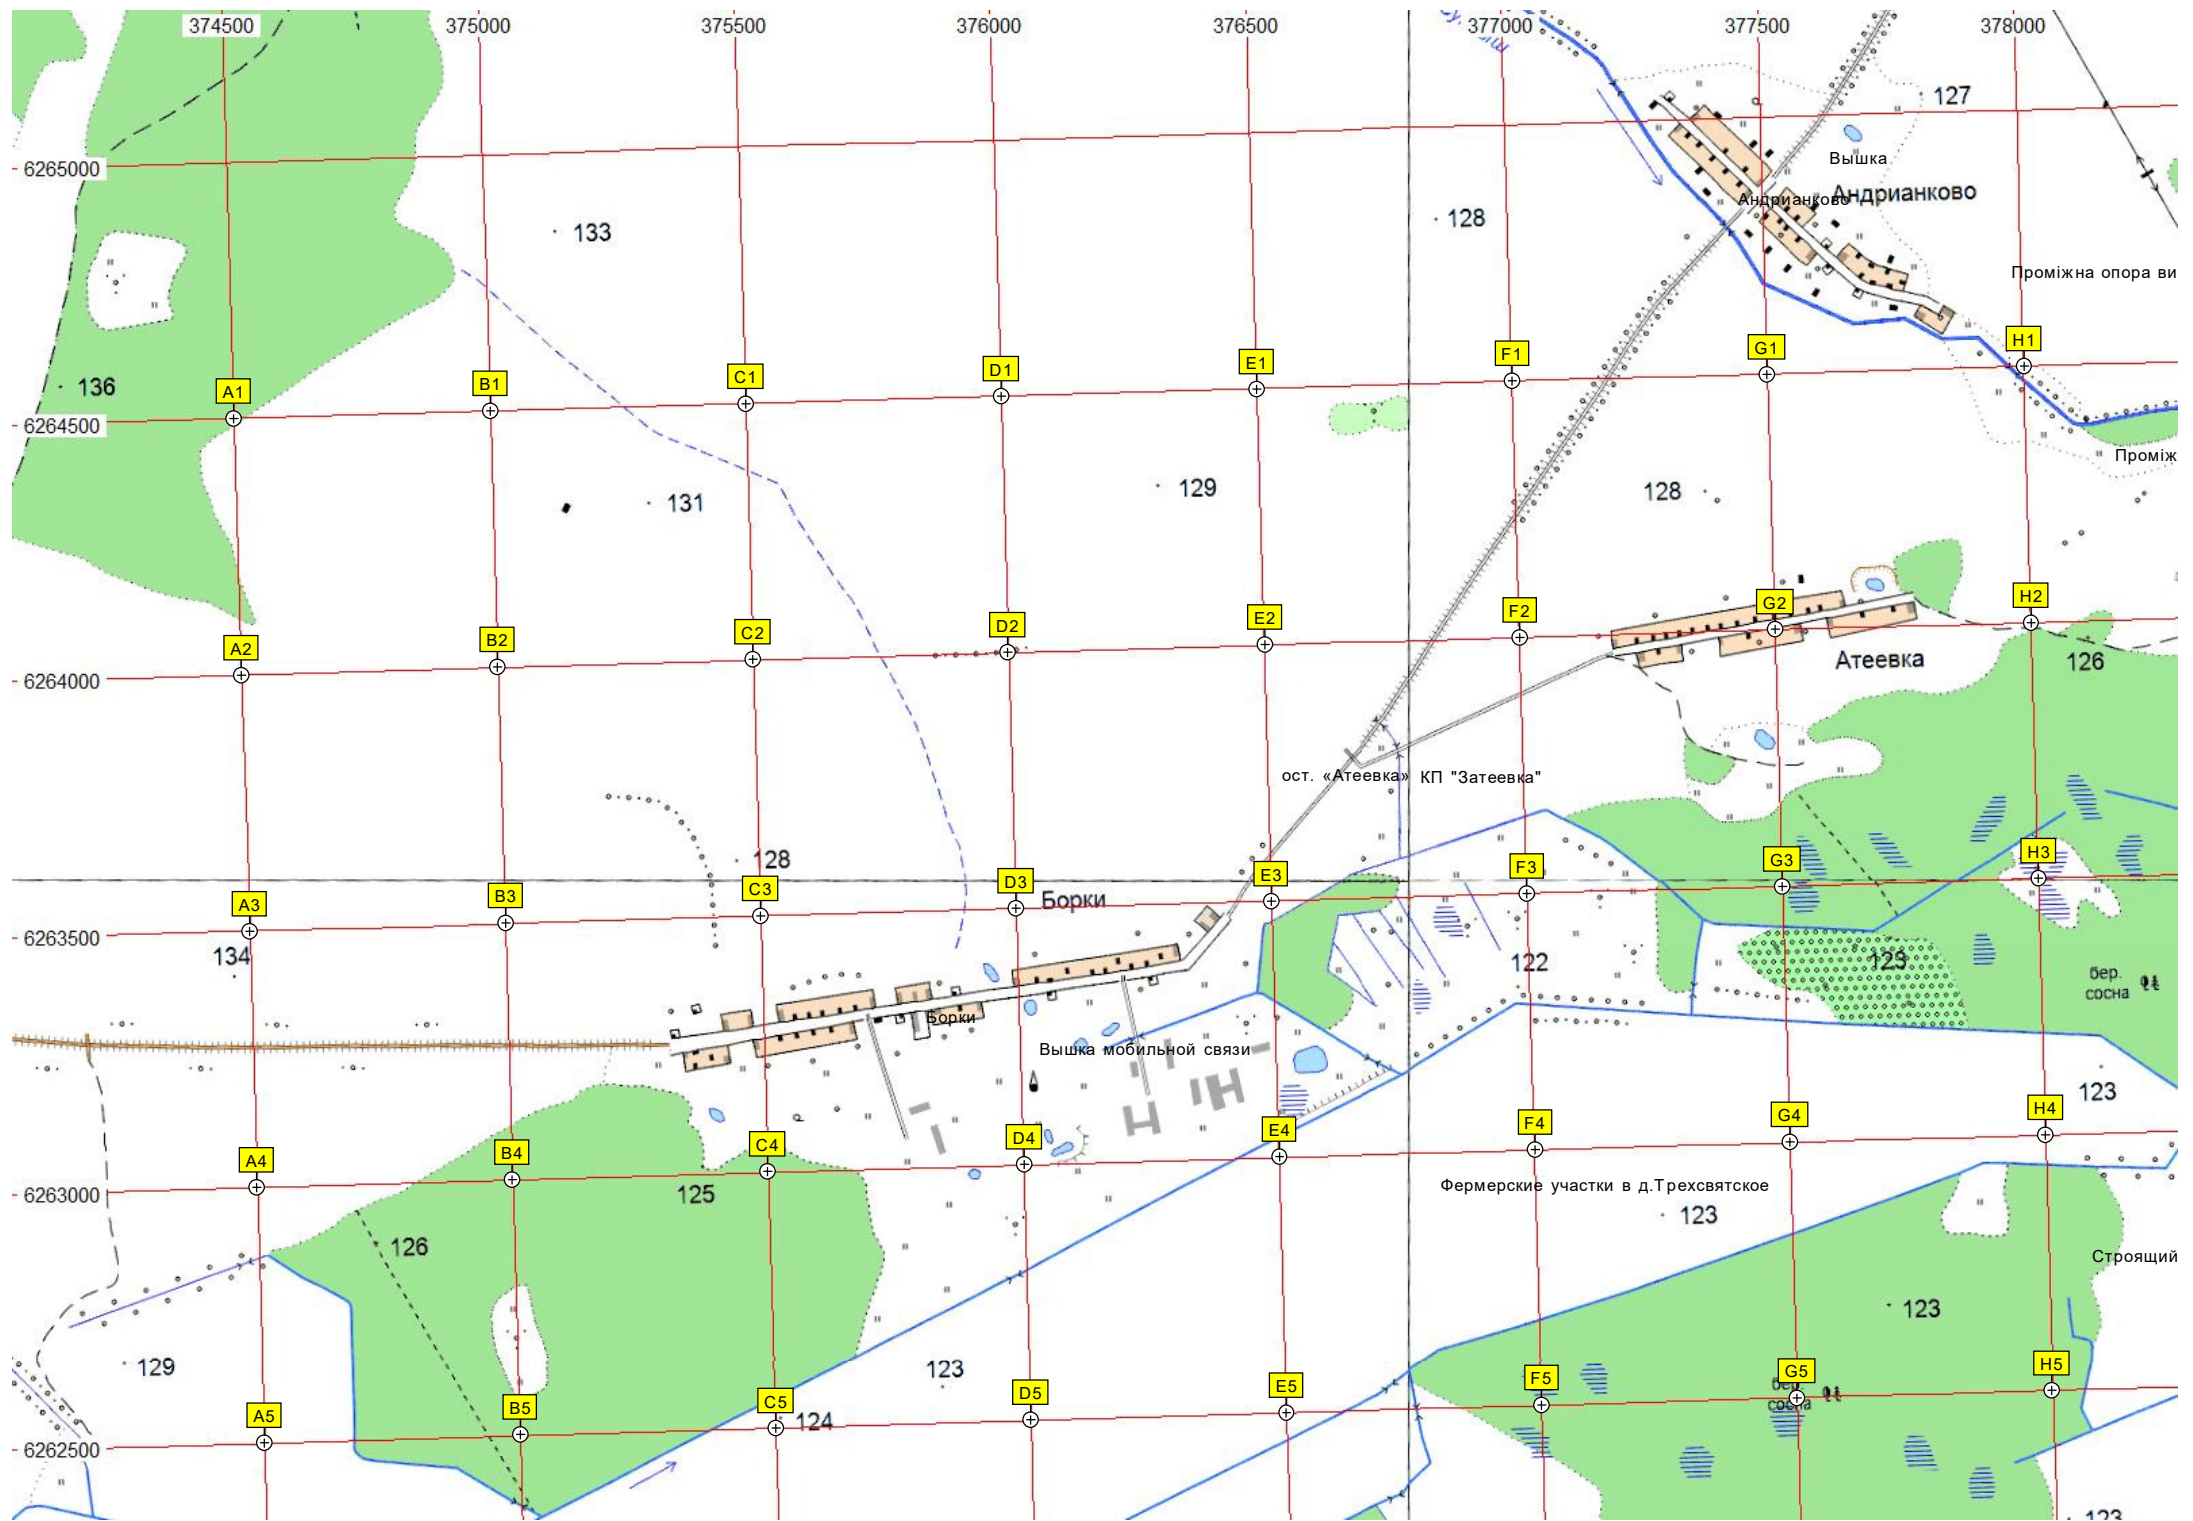 374500 375000 375500 376000 376500 377000 377500 378000
127
6265000
Вышка
Андрианково
Андрианково
133
128
Проміжна опора ви
H1
G1
F1
E1
D1
C1
B1
A1
136
6264500
Проміж
131
129
128
H2
G2
F2
E2
D2
C2
B2
A2
Атеевка
126
6264000
ост. «Атеевка»
КП "Затеевка"
128
H3
G3
F3
E3
D3
C3
B3
A3
Борки
6263500
134
122
123
бер.
сосна
Борки
Вышка мобильной связи
123
H4
G4
F4
E4
D4
C4
B4
A4
6263000
125
Фермерские участки в д.Трехсвятское
123
126
Строящий
123
129
123
H5
G5
F5
E5
D5
C5
B5
A5
бер.
сосна
124
6262500
123